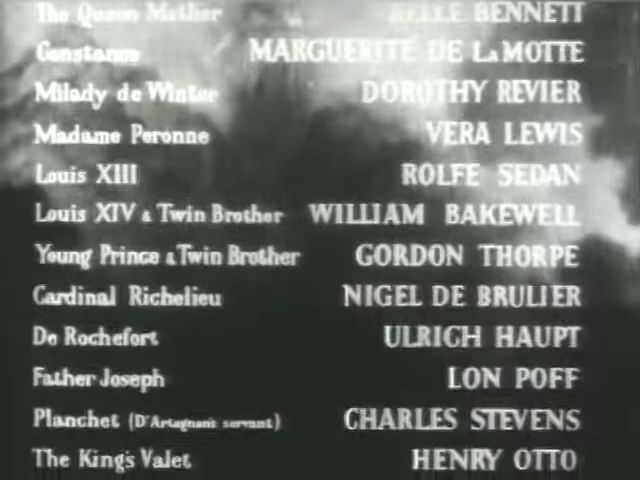 The Queen Mother BELLE BENNETT
Constance MARGUERITE DE LA MOTTE
Milady de Winter DOROTHY REVIER
Madame Peronne VERA LEWIS
Louis XIII ROLFE SEDAN
Louis XIV & Twin Brother WILLIAM BAKEWELL
Young Prince & Twin Brother GORDON THORPE
Cardinal Richelieu NIGEL DE BRULIER
De Rochefort ULRICH HAUPT
Father Joseph LON POFF
Planchet (D'Artagnan's servant) CHARLES STEVENS
The King's Valet HENRY OTTO